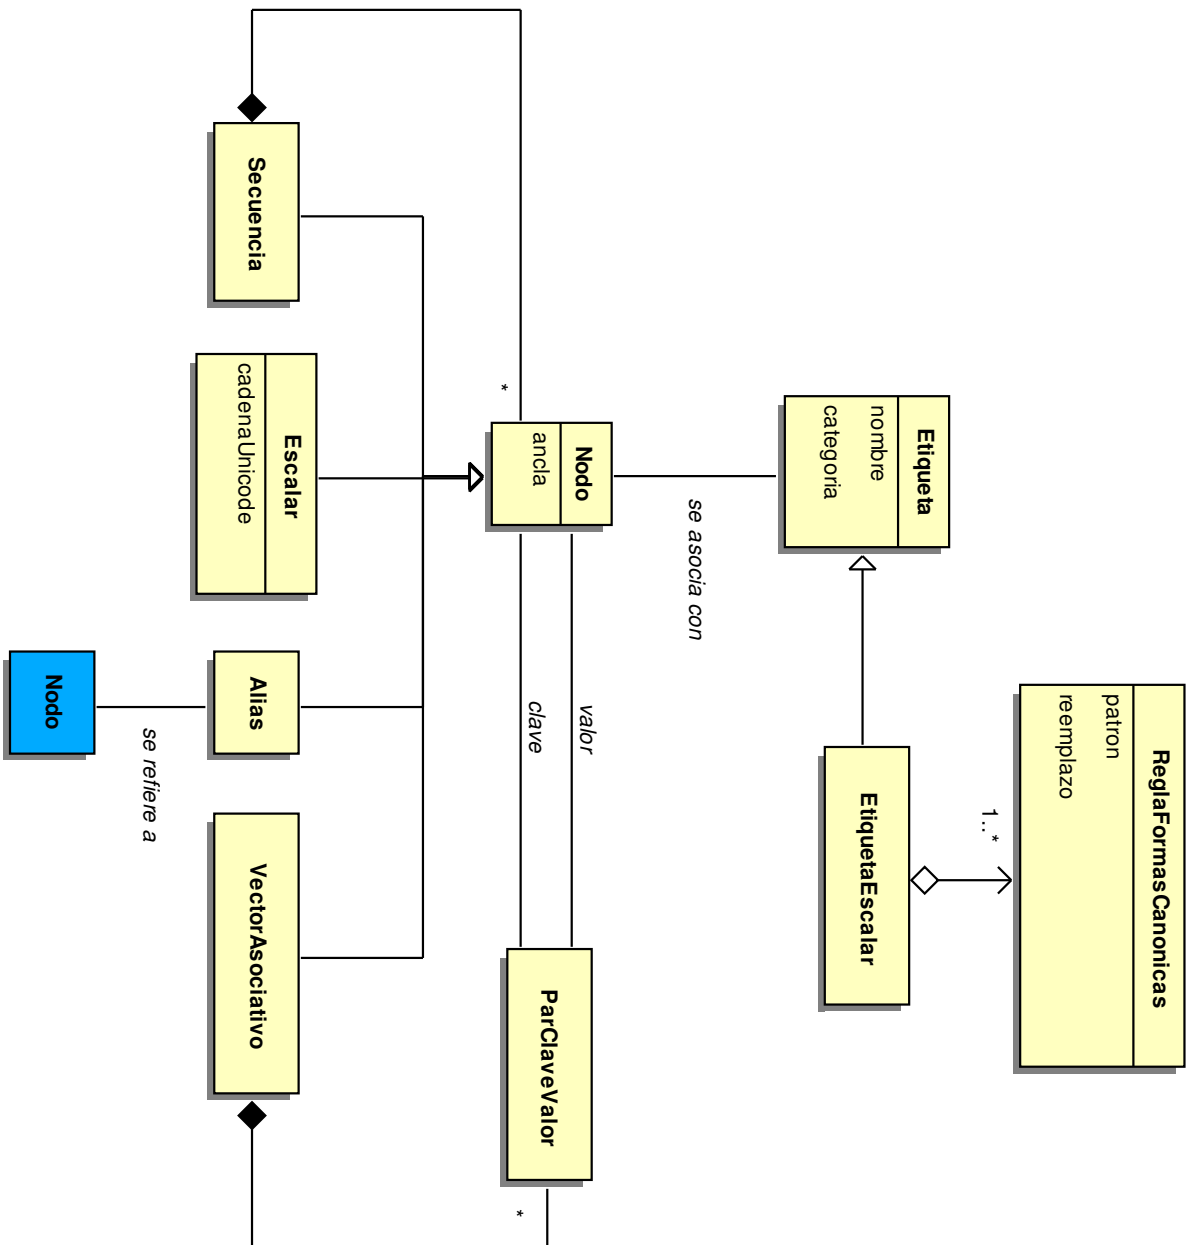 ReglaFormasCanonicas
patron
reemplazo
1..*
Etiqueta
nombre
categoria
EtiquetaEscalar
se asocia con
Nodo
ancla
valor
clave
ParClaveValor
*
*
Secuencia
Escalar
cadenaUnicode
Alias
VectorAsociativo
se refiere a
Nodo